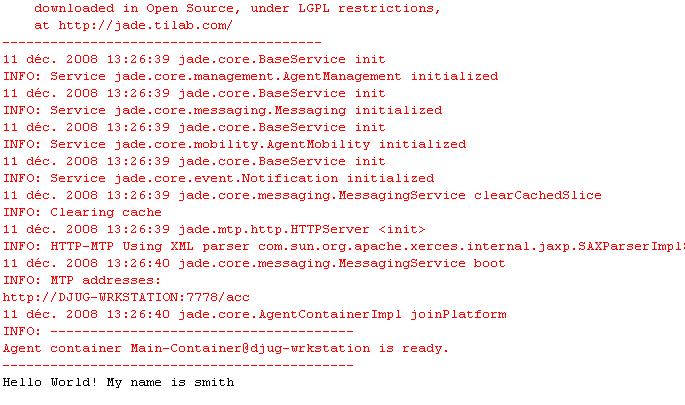 downloaded in Open Source, under LGPL restrictions,
at http://jade.tilab.com/
----------------------------------------
11 déc. 2008 13:26:39 jade.core.BaseService init
INFO: Service jade.core.management.AgentManagement initialized
11 déc. 2008 13:26:39 jade.core.BaseService init
INFO: Service jade.core.messaging.Messaging initialized
11 déc. 2008 13:26:39 jade.core.BaseService init
INFO: Service jade.core.mobility.AgentMobility initialized
11 déc. 2008 13:26:39 jade.core.BaseService init
INFO: Service jade.core.event.Notification initialized
11 déc. 2008 13:26:39 jade.core.messaging.MessagingService clearCachedSlice
INFO: Clearing cache
11 déc. 2008 13:26:39 jade.mtp.http.HTTPServer <init>
INFO: HTTP-MTP Using XML parser com.sun.org.apache.xerces.internal.jaxp.SAXParserImpl
11 déc. 2008 13:26:40 jade.core.messaging.MessagingService boot
INFO: MTP addresses:
http://DJUG-WRKSTATION:7778/acc
11 déc. 2008 13:26:40 jade.core.AgentContainerImpl joinPlatform
INFO: --------------------------------------
Agent container Main-Container@djug-wrkstation is ready.
--------------------------------------------
Hello World! My name is smith